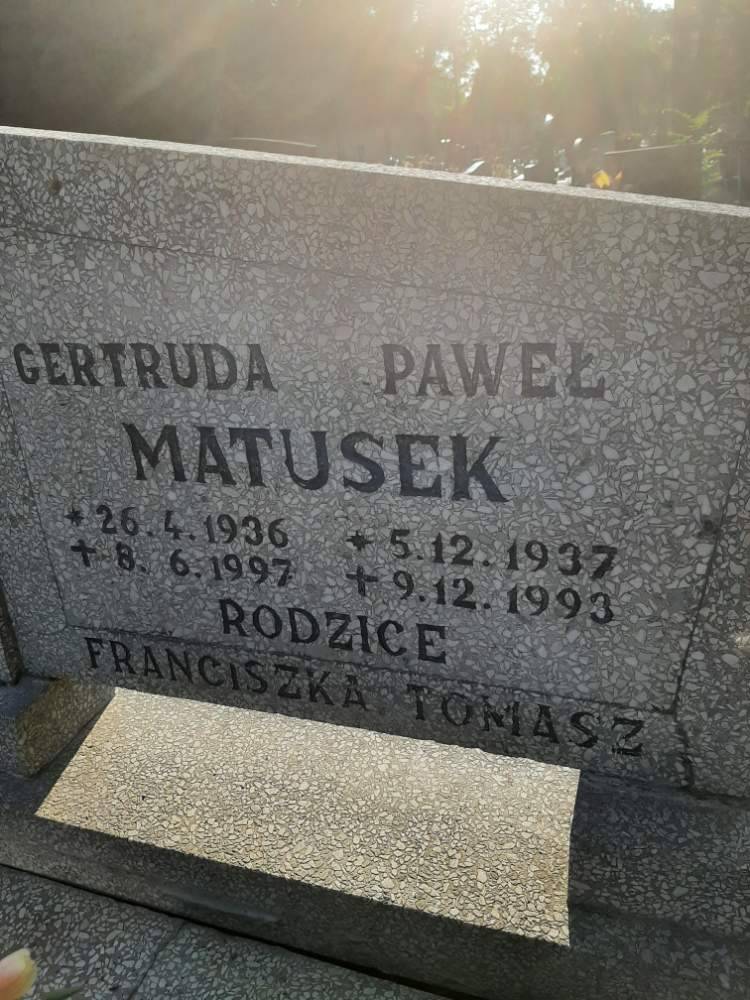 GERTRUDA PAWEŁ
MATUSEK
* 26.4.1936 * 5.12.1937
✝ 8. 6.1997 ✝ 9.12.1993
RODZICE
FRANCISZKA TOMASZ